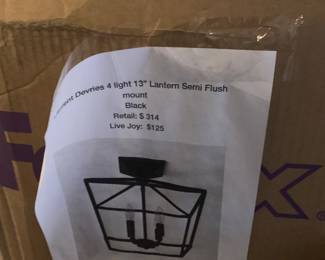 Devries 4 light 13" Lantern Semi Flush
mount
Black
Retail: $ 314
Live Joy: $125